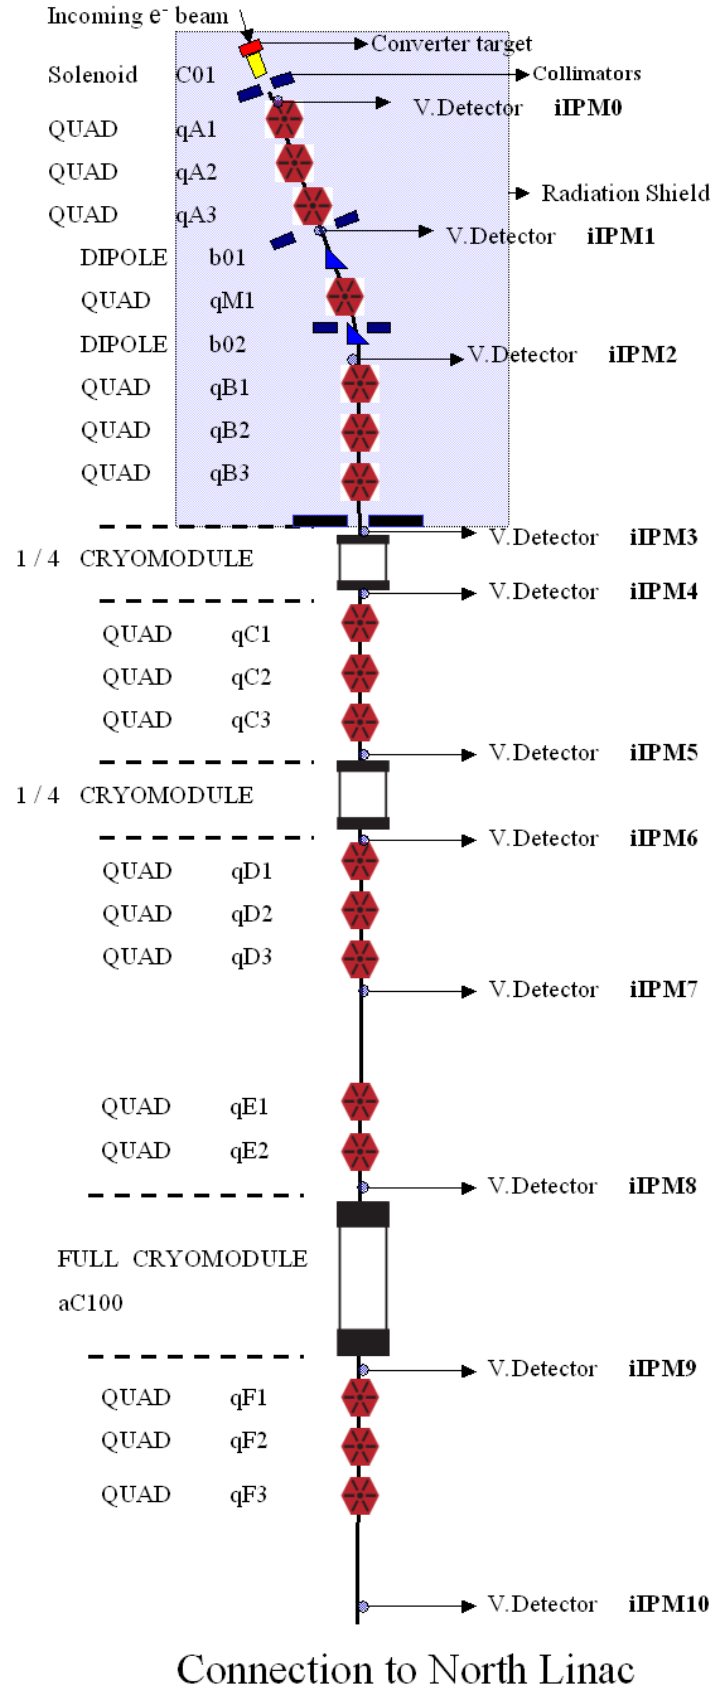 Incoming e- beam
Converter target
Solenoid C01
Collimators
V.Detector iIPM0
QUAD qA1
QUAD qA2
Radiation Shield
QUAD qA3
V.Detector iIPM1
DIPOLE b01
QUAD qM1
DIPOLE b02
V.Detector iIPM2
QUAD qB1
QUAD qB2
QUAD qB3
V.Detector iIPM3
1 / 4 CRYOMODULE
V.Detector iIPM4
QUAD qC1
QUAD qC2
QUAD qC3
V.Detector iIPM5
1 / 4 CRYOMODULE
V.Detector iIPM6
QUAD qD1
QUAD qD2
QUAD qD3
V.Detector iIPM7
QUAD qE1
QUAD qE2
V.Detector iIPM8
FULL CRYOMODULE
aC100
V.Detector iIPM9
QUAD qF1
QUAD qF2
QUAD qF3
V.Detector iIPM10
Connection to North Linac